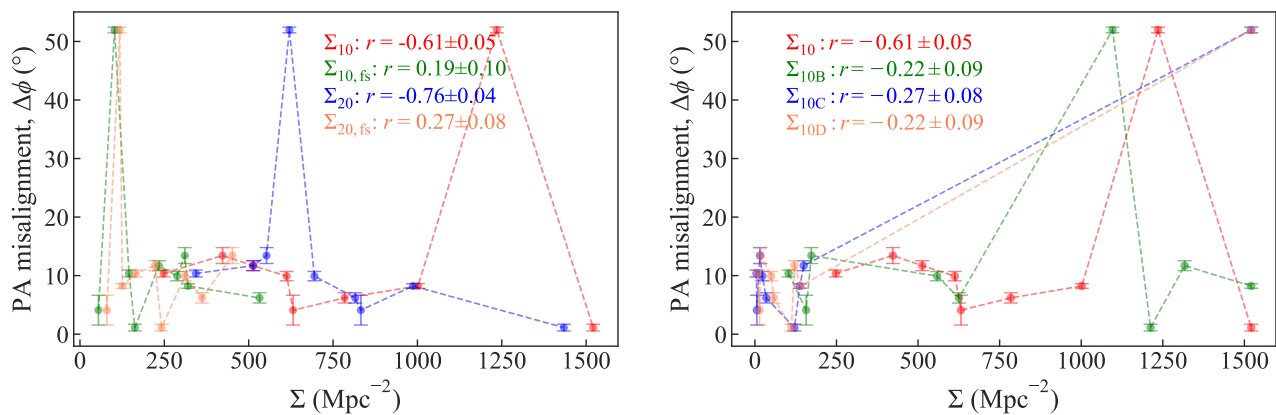 PA misalignment, Δϕ (°)
50
40
30
20
10
0
Σ₁₀: r = -0.61±0.05
Σ₁₀,fs: r = 0.19±0.10
Σ₂₀: r = -0.76±0.04
Σ₂₀,fs: r = 0.27±0.08
0 250 500 750 1000 1250 1500
Σ (Mpc⁻²)
PA misalignment, Δϕ (°)
50
40
30
20
10
0
Σ₁₀ : r = −0.61 ± 0.05
Σ₁₀B : r = −0.22 ± 0.09
Σ₁₀C : r = −0.27 ± 0.08
Σ₁₀D : r = −0.22 ± 0.09
0 250 500 750 1000 1250 1500
Σ (Mpc⁻²)